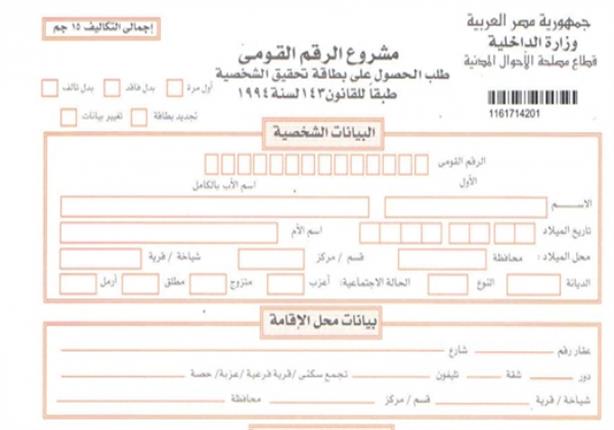 جمهورية مصر العربية
وزارة الداخلية
قطاع مصلحة الأحوال المدنية
1161714201
إجمالى التكاليف ١٥ جم
مشروع الرقم القومى
طلب الحصول على بطاقة تحقيق الشخصية
طبقاً للقانون ١٤٣ لسنة ١٩٩٤
أول مرة بدل فاقد بدل تالف
تجديد بطاقة تغيير بيانات
البيانات الشخصية
الرقم القومى
الأول اسم الأب بالكامل
الاسم
تاريخ الميلاد اسم الأم
محل الميلاد : محافظة قسم / مركز شياخة / قرية
الديانة النوع الحالة الاجتماعية: أعزب متزوج مطلق أرمل
بيانات محل الإقامة
عقار رقم شارع
دور شقة تليفون تجمع سكنى / قرية فرعية / عزبة / حصة
شياخة / قرية قسم / مركز محافظة